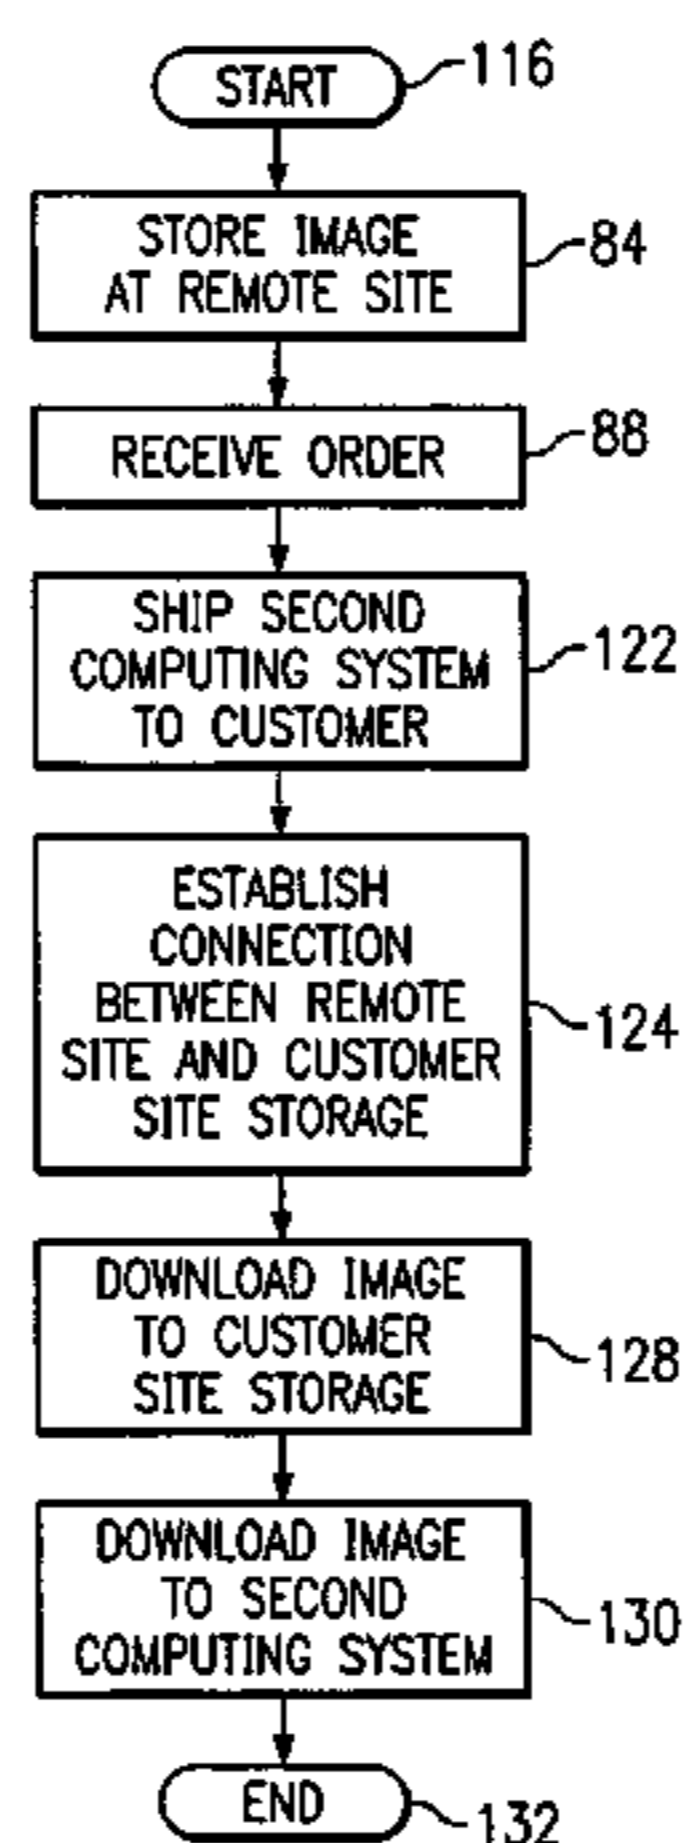 START
116
STORE IMAGE
AT REMOTE SITE
84
RECEIVE ORDER
88
SHIP SECOND
COMPUTING SYSTEM
TO CUSTOMER
122
ESTABLISH
CONNECTION
BETWEEN REMOTE
SITE AND CUSTOMER
SITE STORAGE
124
DOWNLOAD IMAGE
TO CUSTOMER
SITE STORAGE
128
DOWNLOAD IMAGE
TO SECOND
COMPUTING SYSTEM
130
END
132